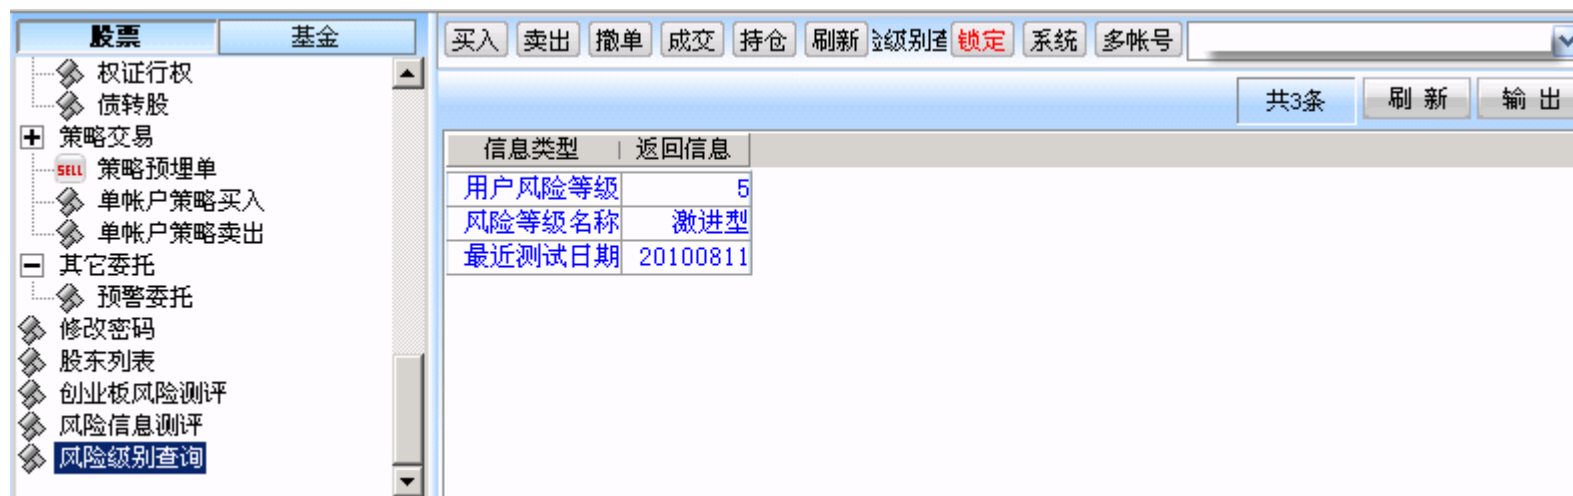 股票 基金
权证行权
债转股
策略交易
SELL 策略预埋单
单帐户策略买入
单帐户策略卖出
其它委托
预警委托
修改密码
股东列表
创业板风险测评
风险信息测评
风险级别查询
买入 卖出 撤单 成交 持仓 刷新 级别 锁定 系统 多帐号
共3条 刷 新 输 出
信息类型 返回信息
用户风险等级 5
风险等级名称 激进型
最近测试日期 20100811